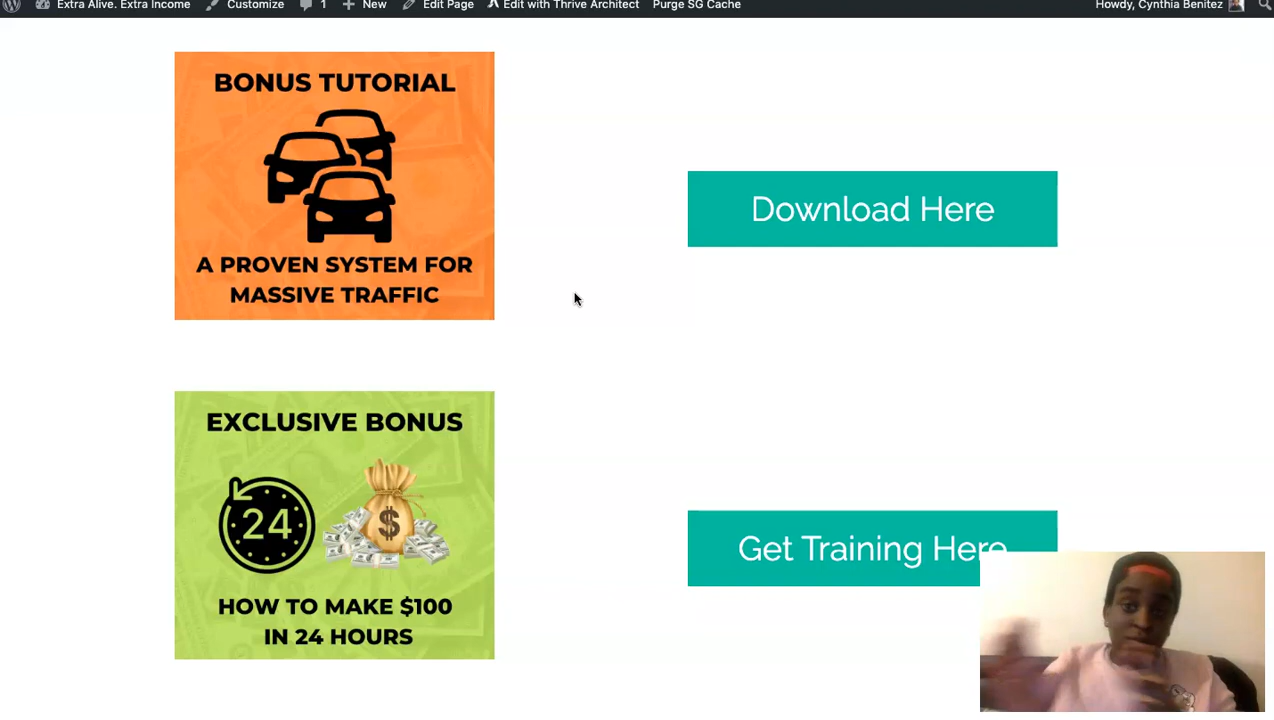 Extra Alive. Extra Income Customize 1 New Edit Page Edit with Thrive Architect Purge SG Cache Howdy, Cynthia Benitez
BONUS TUTORIAL
A PROVEN SYSTEM FOR
MASSIVE TRAFFIC
Download Here
EXCLUSIVE BONUS
24
$
HOW TO MAKE $100
IN 24 HOURS
Get Training Here